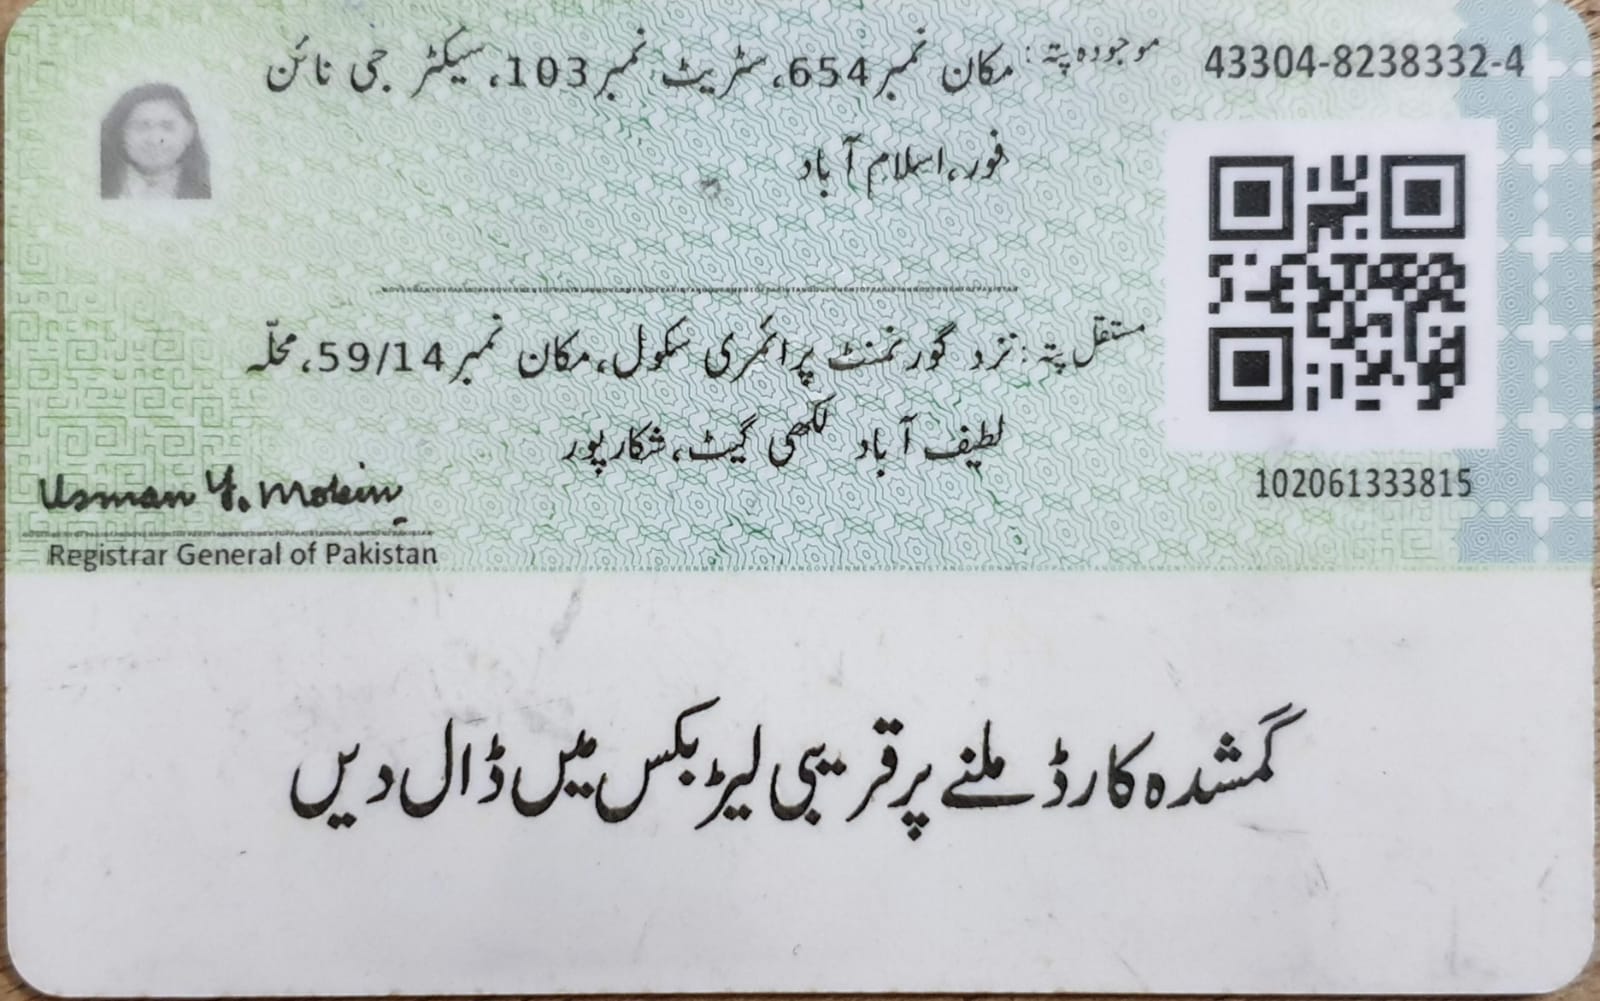 43304-8238332-4
موجودہ پتہ: مکان نمبر 654، سٹریٹ نمبر 103، سیکٹر جی نائن
فور، اسلام آباد
مستقل پتہ: نزد گورنمنٹ پرائمری سکول، مکان نمبر 59/14، محلّہ
لطیف آباد لکھی گیٹ، شکارپور
102061333815
Usman Y. Mobin
Registrar General of Pakistan
گمشدہ کارڈ ملنے پر قریبی لیٹر بکس میں ڈال دیں